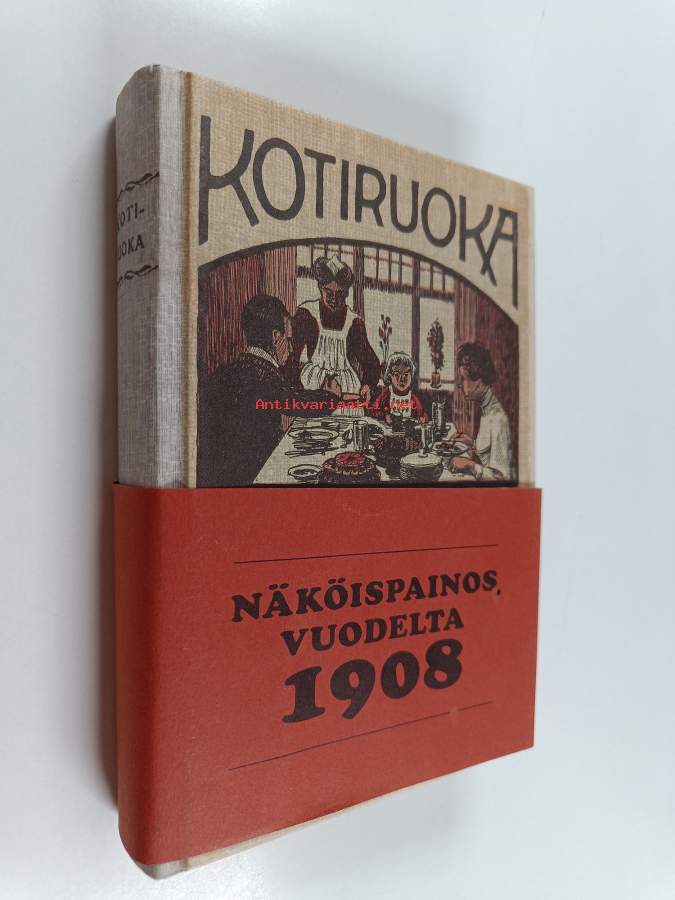 KOTIRUOKA
KOTI-
RUOKA
Antikvariaatti.net
NÄKÖISPAINOS
VUODELTA
1908